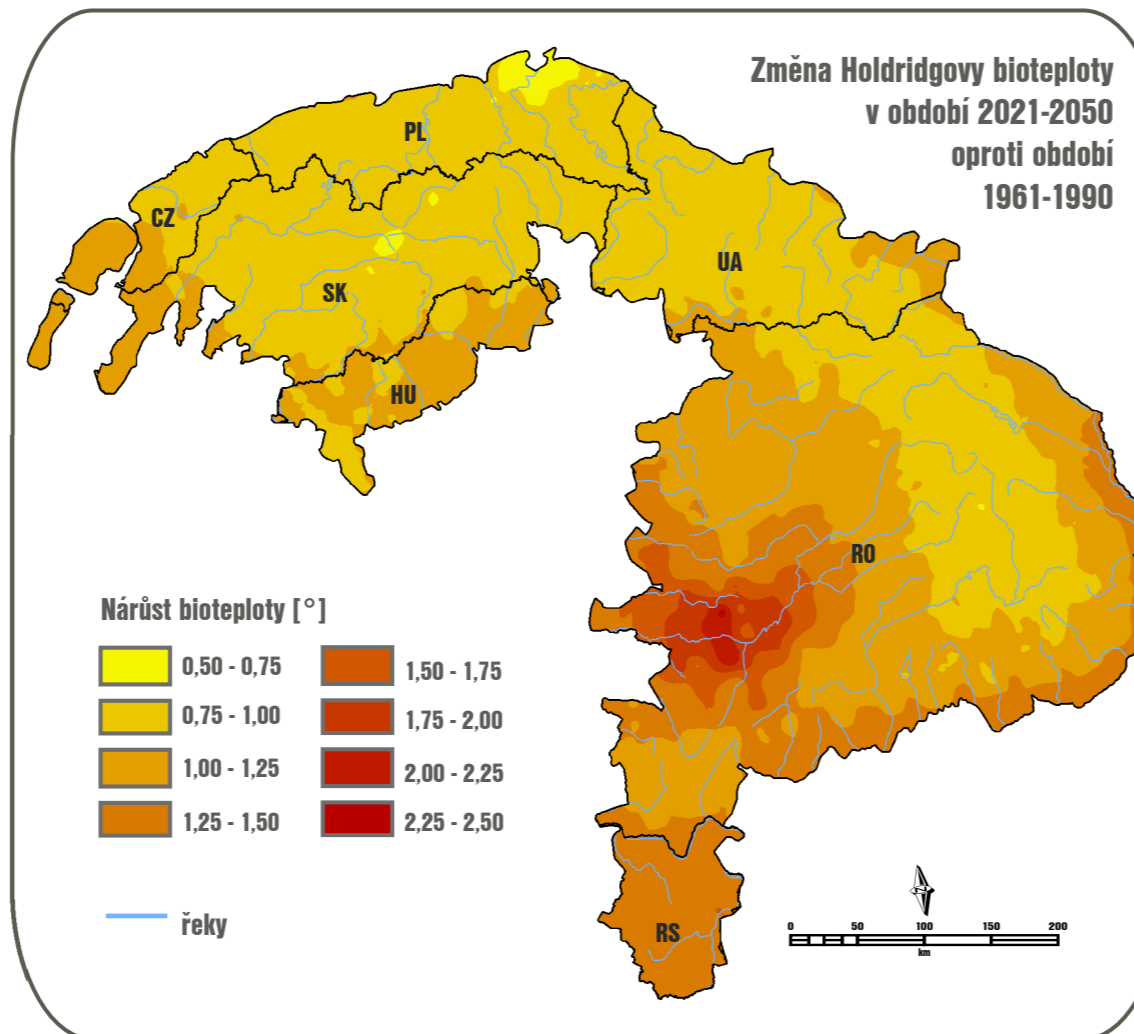 Změna Holdridgovy bioteploty
v období 2021-2050
oproti období
1961-1990
PL
CZ
SK
UA
HU
RO
RS
Nárůst bioteploty [°]
0,50 - 0,75
0,75 - 1,00
1,00 - 1,25
1,25 - 1,50
1,50 - 1,75
1,75 - 2,00
2,00 - 2,25
2,25 - 2,50
řeky
0 50 100 150 200
km